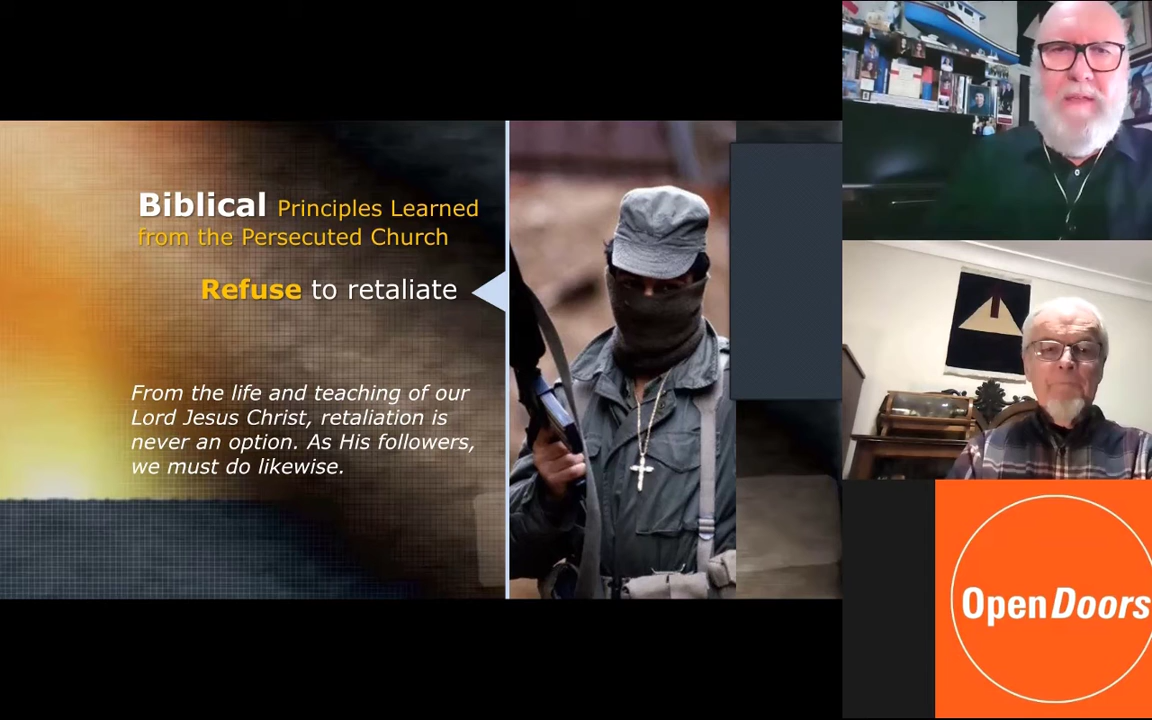 Biblical Principles Learned
from the Persecuted Church
Refuse to retaliate
From the life and teaching of our
Lord Jesus Christ, retaliation is
never an option. As His followers,
we must do likewise.
OpenDoors